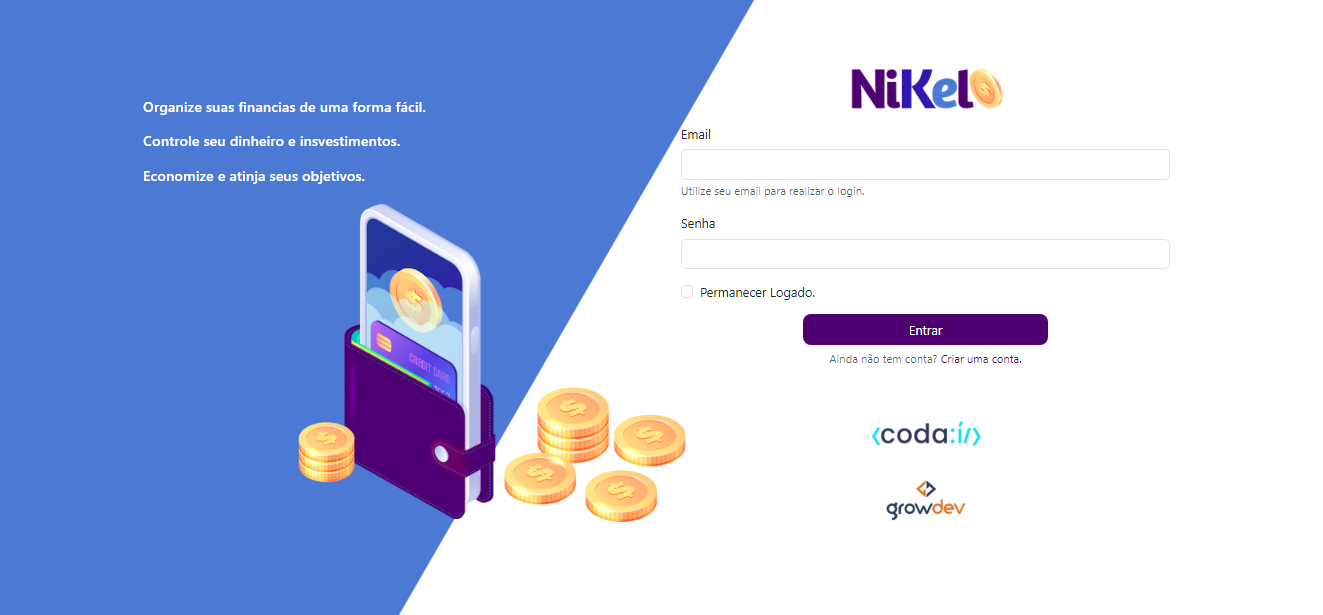 Organize suas financias de uma forma fácil.
Controle seu dinheiro e insvestimentos.
Economize e atinja seus objetivos.
CREDIT CARD
NiKel
Email
Utilize seu email para realizar o login.
Senha
Permanecer Logado.
Entrar
Ainda não tem conta? Criar uma conta.
<coda:in/>
growdev